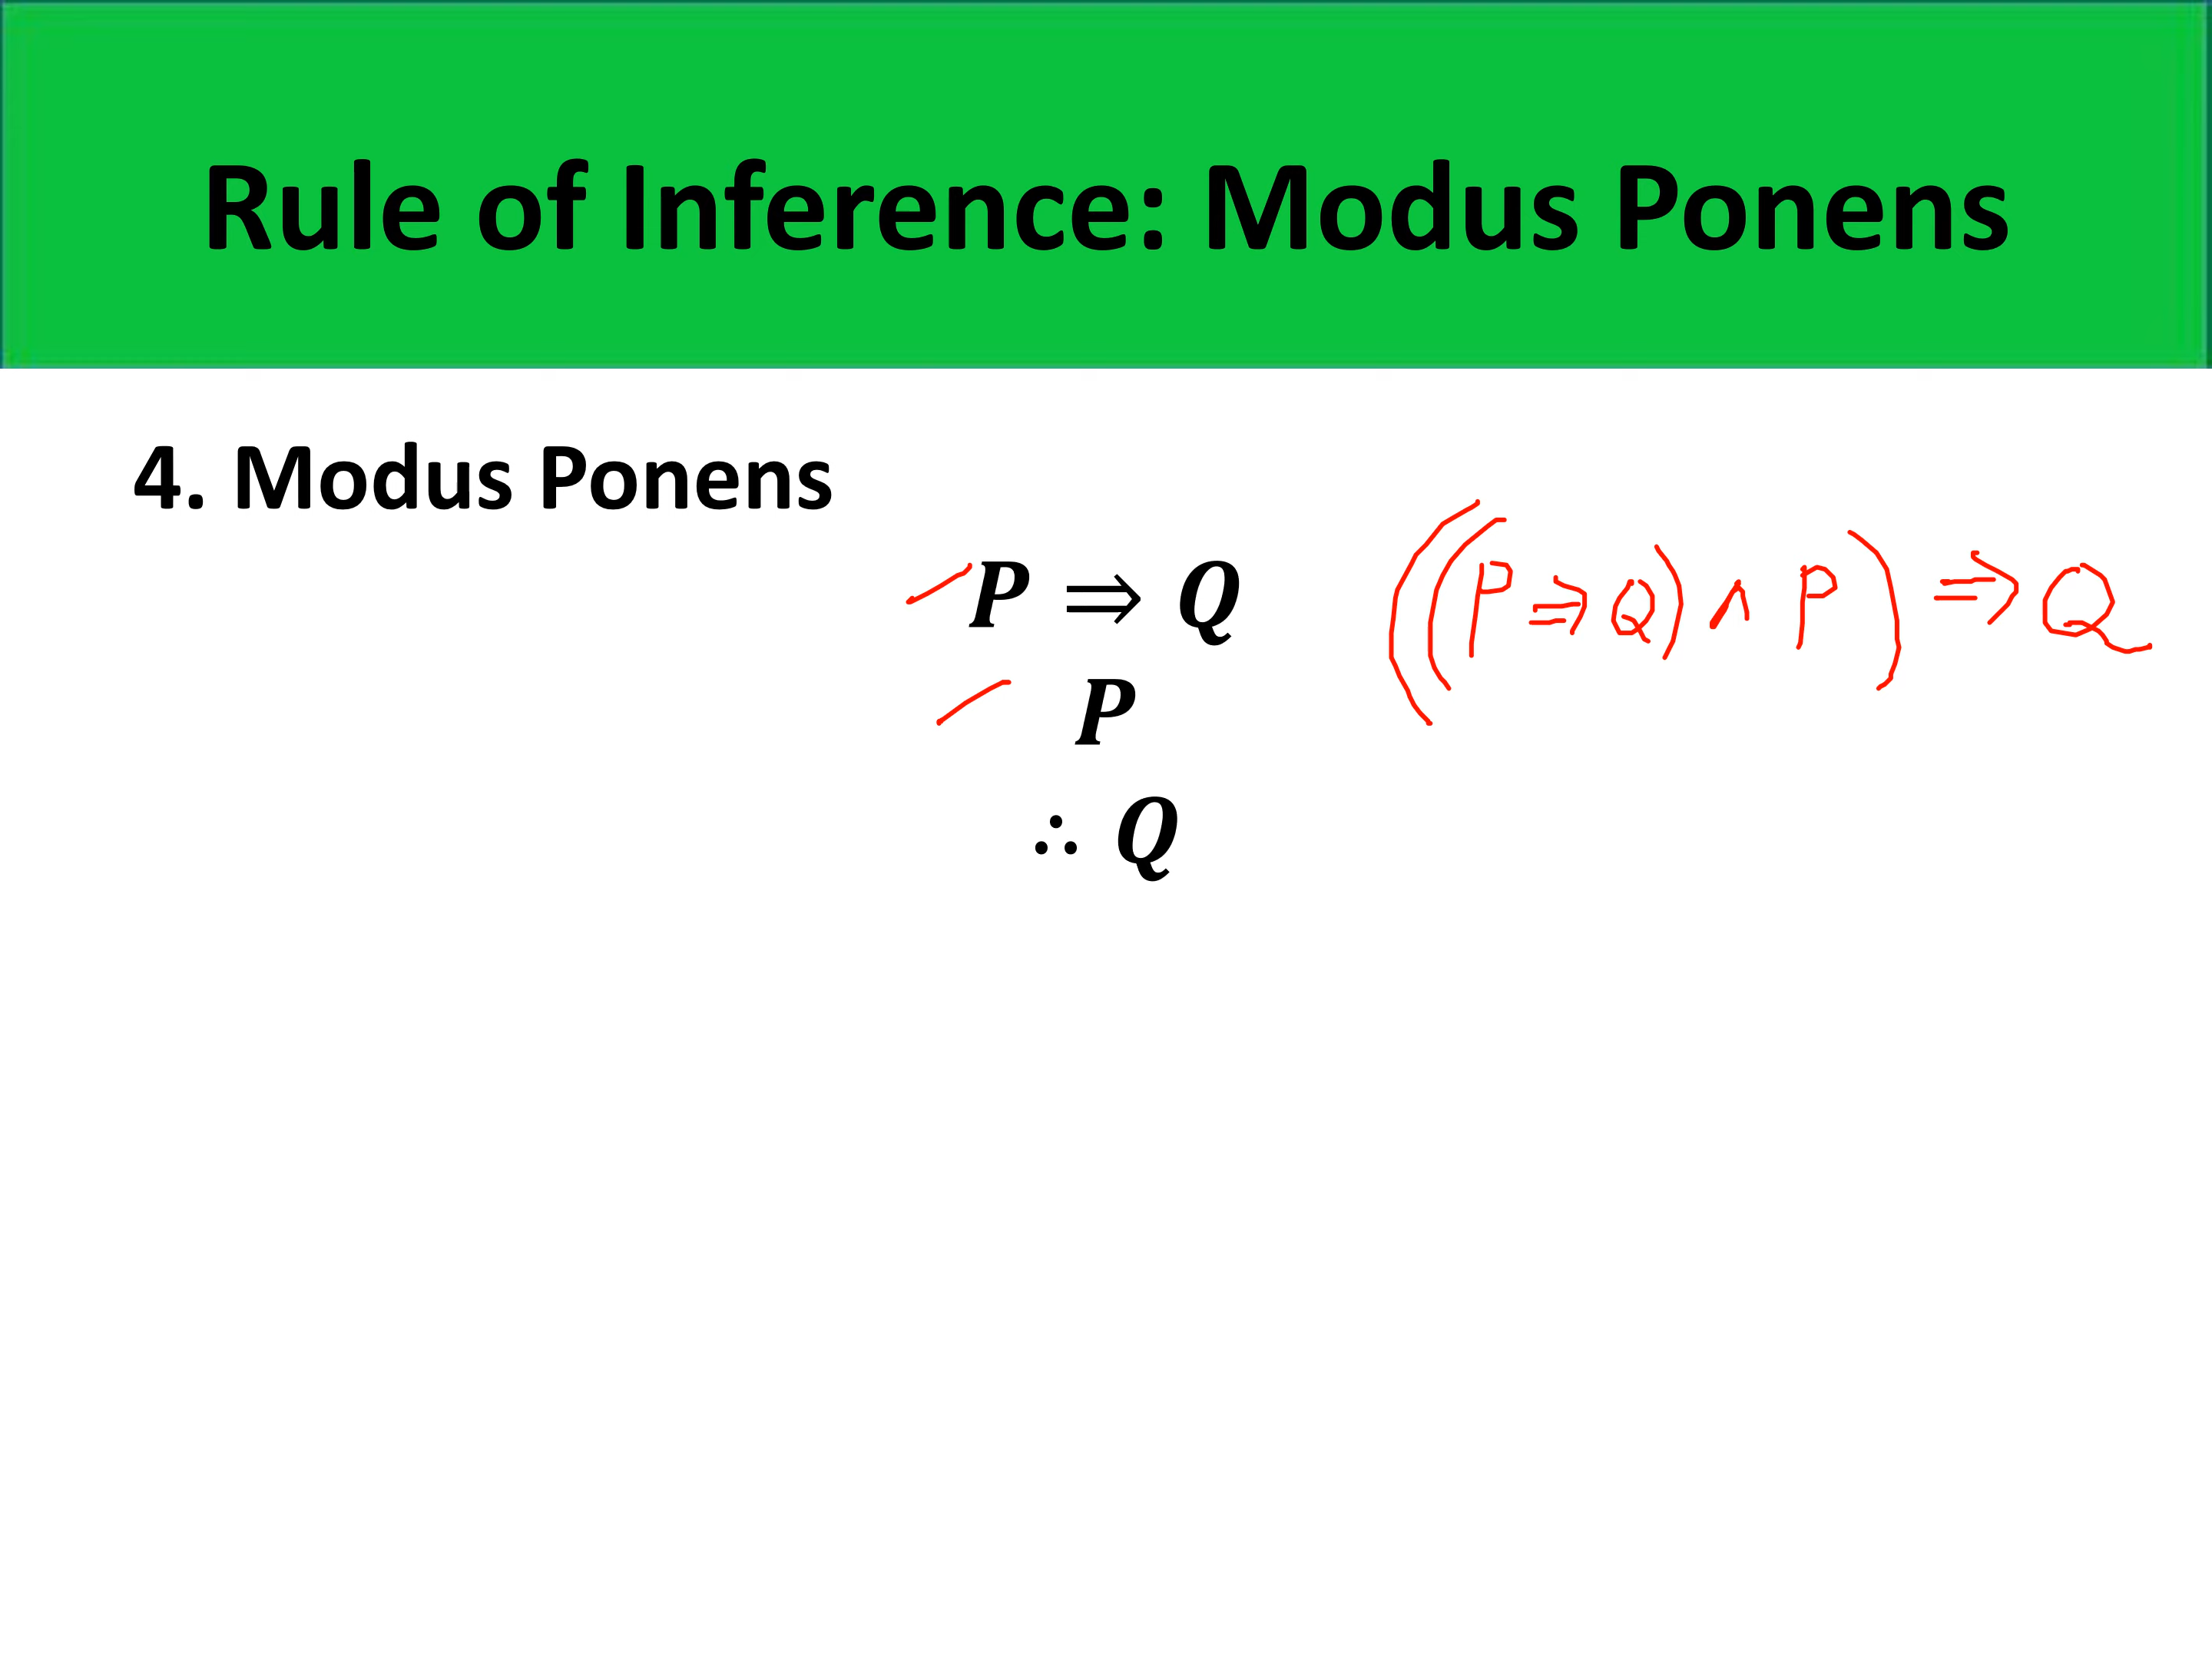 Rule of Inference: Modus Ponens
4. Modus Ponens
P ⇒ Q
((P ⇒ Q) ∧ P) ⇒ Q
P
∴ Q